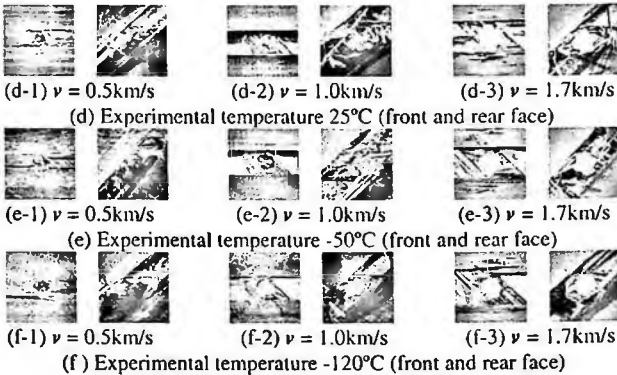 (d-1) ν = 0.5km/s (d-2) ν = 1.0km/s (d-3) ν = 1.7km/s
(d) Experimental temperature 25°C (front and rear face)
(e-1) ν = 0.5km/s (e-2) ν = 1.0km/s (e-3) ν = 1.7km/s
(e) Experimental temperature -50°C (front and rear face)
(f-1) ν = 0.5km/s (f-2) ν = 1.0km/s (f-3) ν = 1.7km/s
(f ) Experimental temperature -120°C (front and rear face)